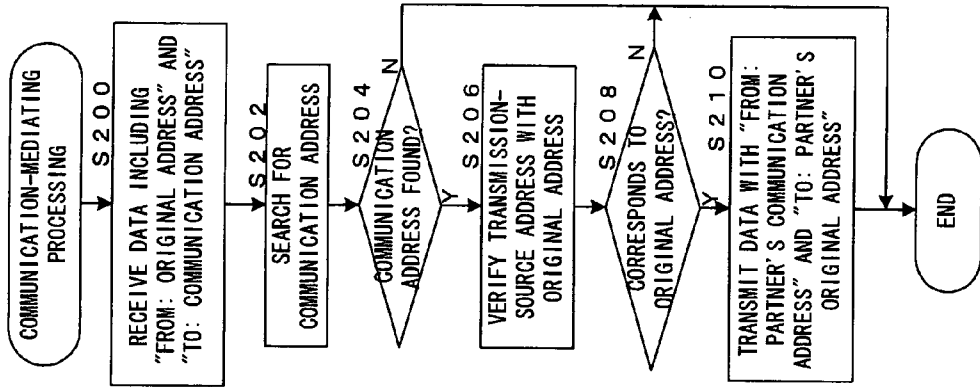 COMMUNICATION-MEDIATING
PROCESSING
S200
RECEIVE DATA INCLUDING
"FROM: ORIGINAL ADDRESS" AND
"TO: COMMUNICATION ADDRESS"
S202
SEARCH FOR
COMMUNICATION ADDRESS
S204
COMMUNICATION
ADDRESS FOUND?
N
Y
S206
VERIFY TRANSMISSION-
SOURCE ADDRESS WITH
ORIGINAL ADDRESS
S208
CORRESPONDS TO
ORIGINAL ADDRESS?
N
Y
S210
TRANSMIT DATA WITH "FROM:
PARTNER'S COMMUNICATION
ADDRESS" AND "TO: PARTNER'S
ORIGINAL ADDRESS"
END